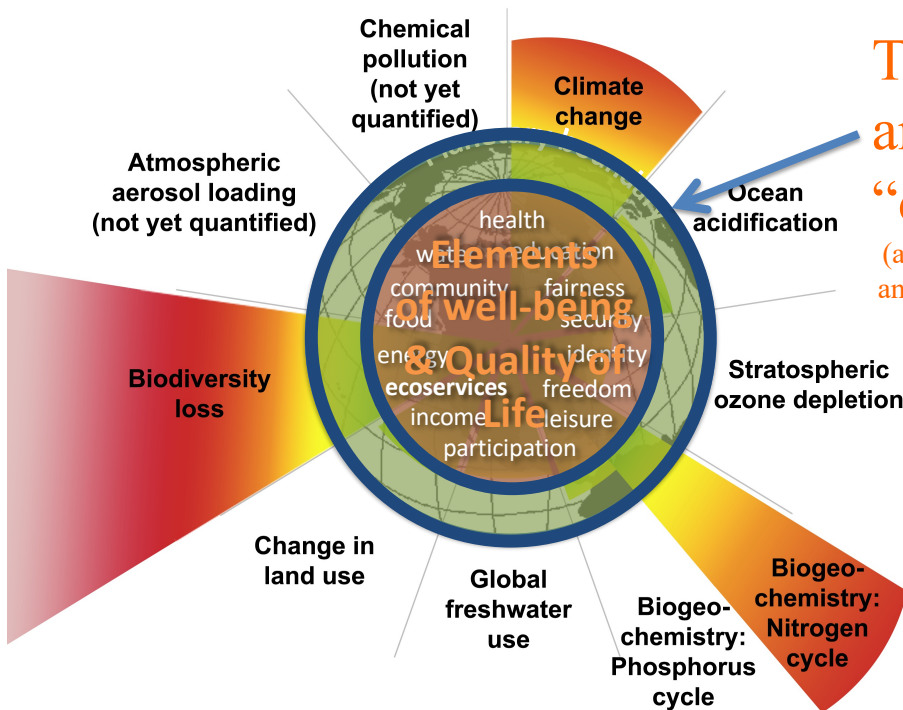 Chemical
pollution
(not yet
quantified)
Climate
change
Atmospheric
aerosol loading
(not yet quantified)
Ocean
acidification
health
water education
community fairness
food security
energy identity
ecoservices freedom
income leisure
participation
Elements
of well-being
& Quality of
Life
Biodiversity
loss
Stratospheric
ozone depletion
Change in
land use
Global
freshwater
use
Biogeo-
chemistry:
Phosphorus
cycle
Biogeo-
chemistry:
Nitrogen
cycle